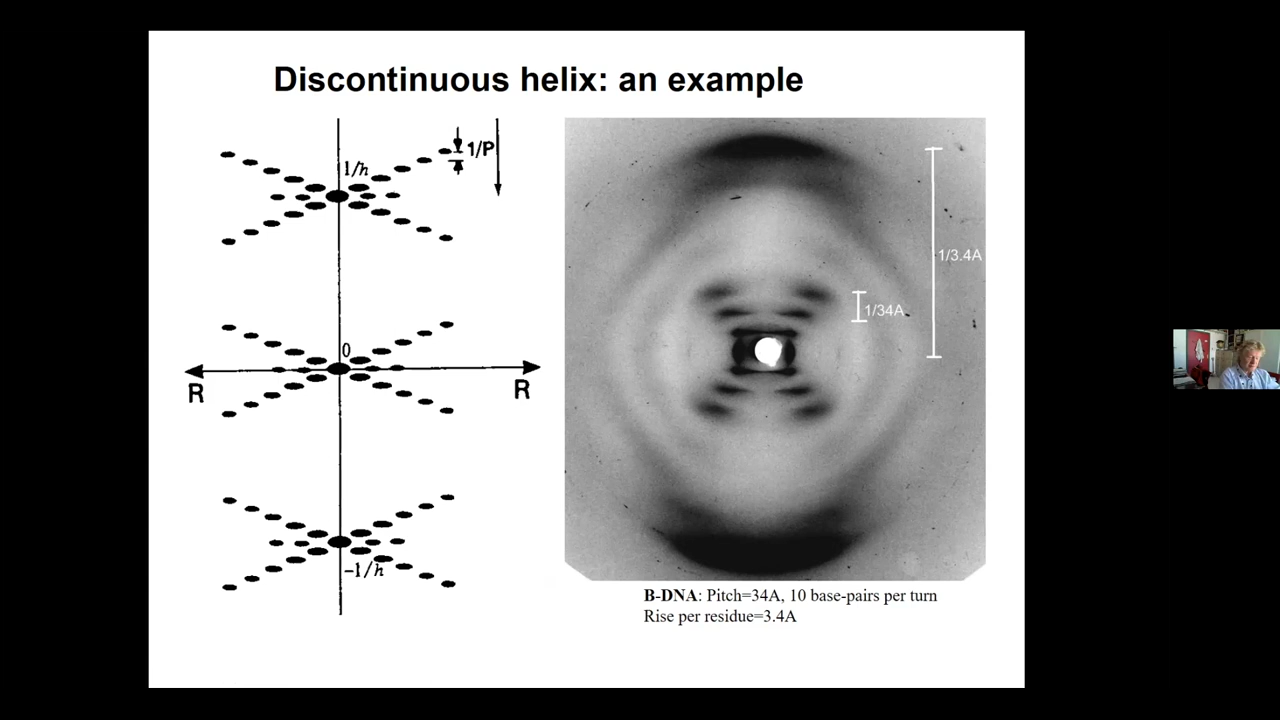 Discontinuous helix: an example
1/P
1/h
0
R
R
-1/h
1/3.4A
1/34A
B-DNA: Pitch=34A, 10 base-pairs per turn
Rise per residue=3.4A